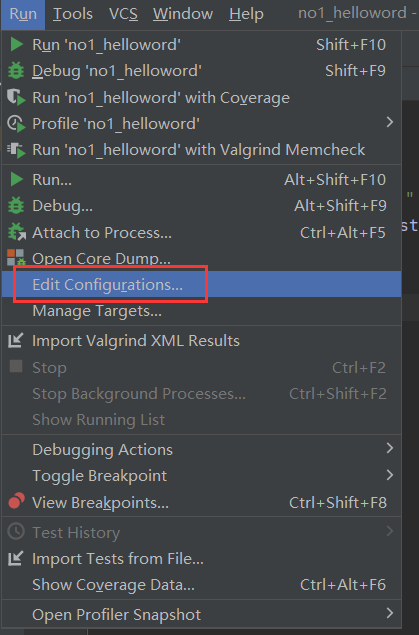 Run Tools VCS Window Help no1_helloword -
Run 'no1_helloword' Shift+F10
Debug 'no1_helloword' Shift+F9
Run 'no1_helloword' with Coverage
Profile 'no1_helloword'
Run 'no1_helloword' with Valgrind Memcheck
Run... Alt+Shift+F10
"
Debug... Alt+Shift+F9
st
Attach to Process... Ctrl+Alt+F5
Open Core Dump...
Edit Configurations...
Manage Targets...
Import Valgrind XML Results
Stop Ctrl+F2
Stop Background Processes... Ctrl+Shift+F2
Show Running List
Debugging Actions
Toggle Breakpoint
View Breakpoints... Ctrl+Shift+F8
Test History
Import Tests from File...
Show Coverage Data... Ctrl+Alt+F6
Open Profiler Snapshot